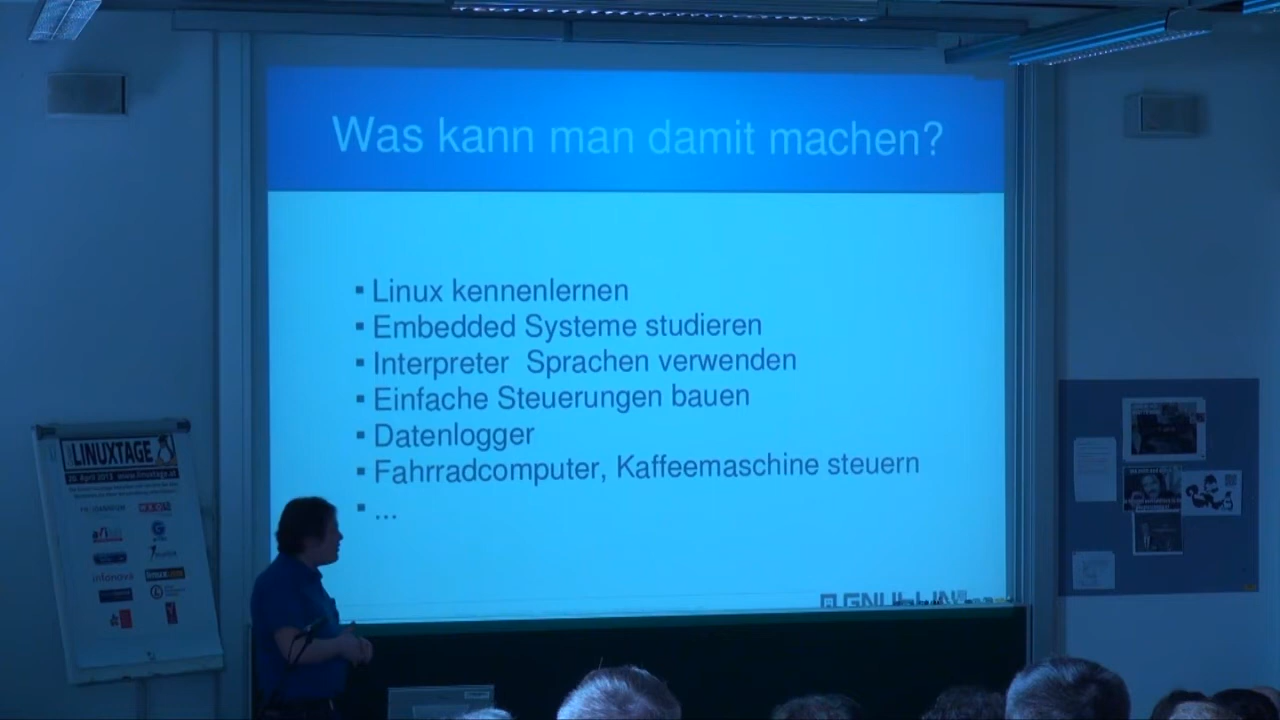 Was kann man damit machen?
▪ Linux kennenlernen
▪ Embedded Systeme studieren
▪ Interpreter  Sprachen verwenden
▪ Einfache Steuerungen bauen
▪ Datenlogger
▪ Fahrradcomputer, Kaffeemaschine steuern
▪ ...
LINUXTAGE
infonova